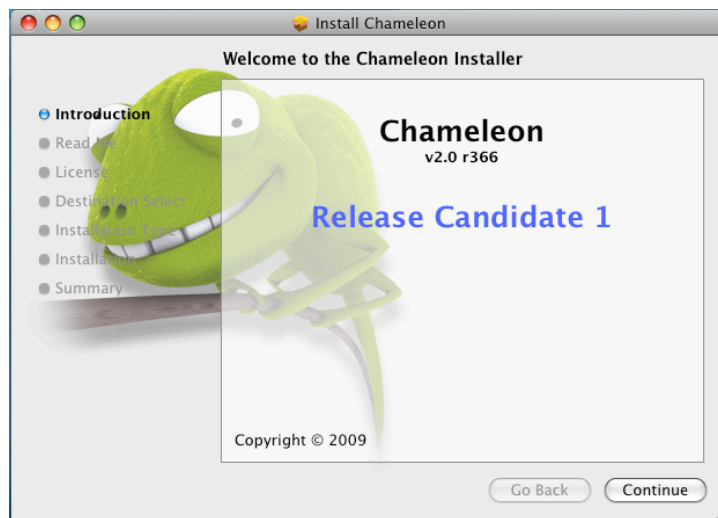 Install Chameleon
Welcome to the Chameleon Installer
Introduction
Read Me
License
Destination Select
Installation Type
Installation
Summary
Chameleon
v2.0 r366
Release Candidate 1
Copyright © 2009
Go Back
Continue